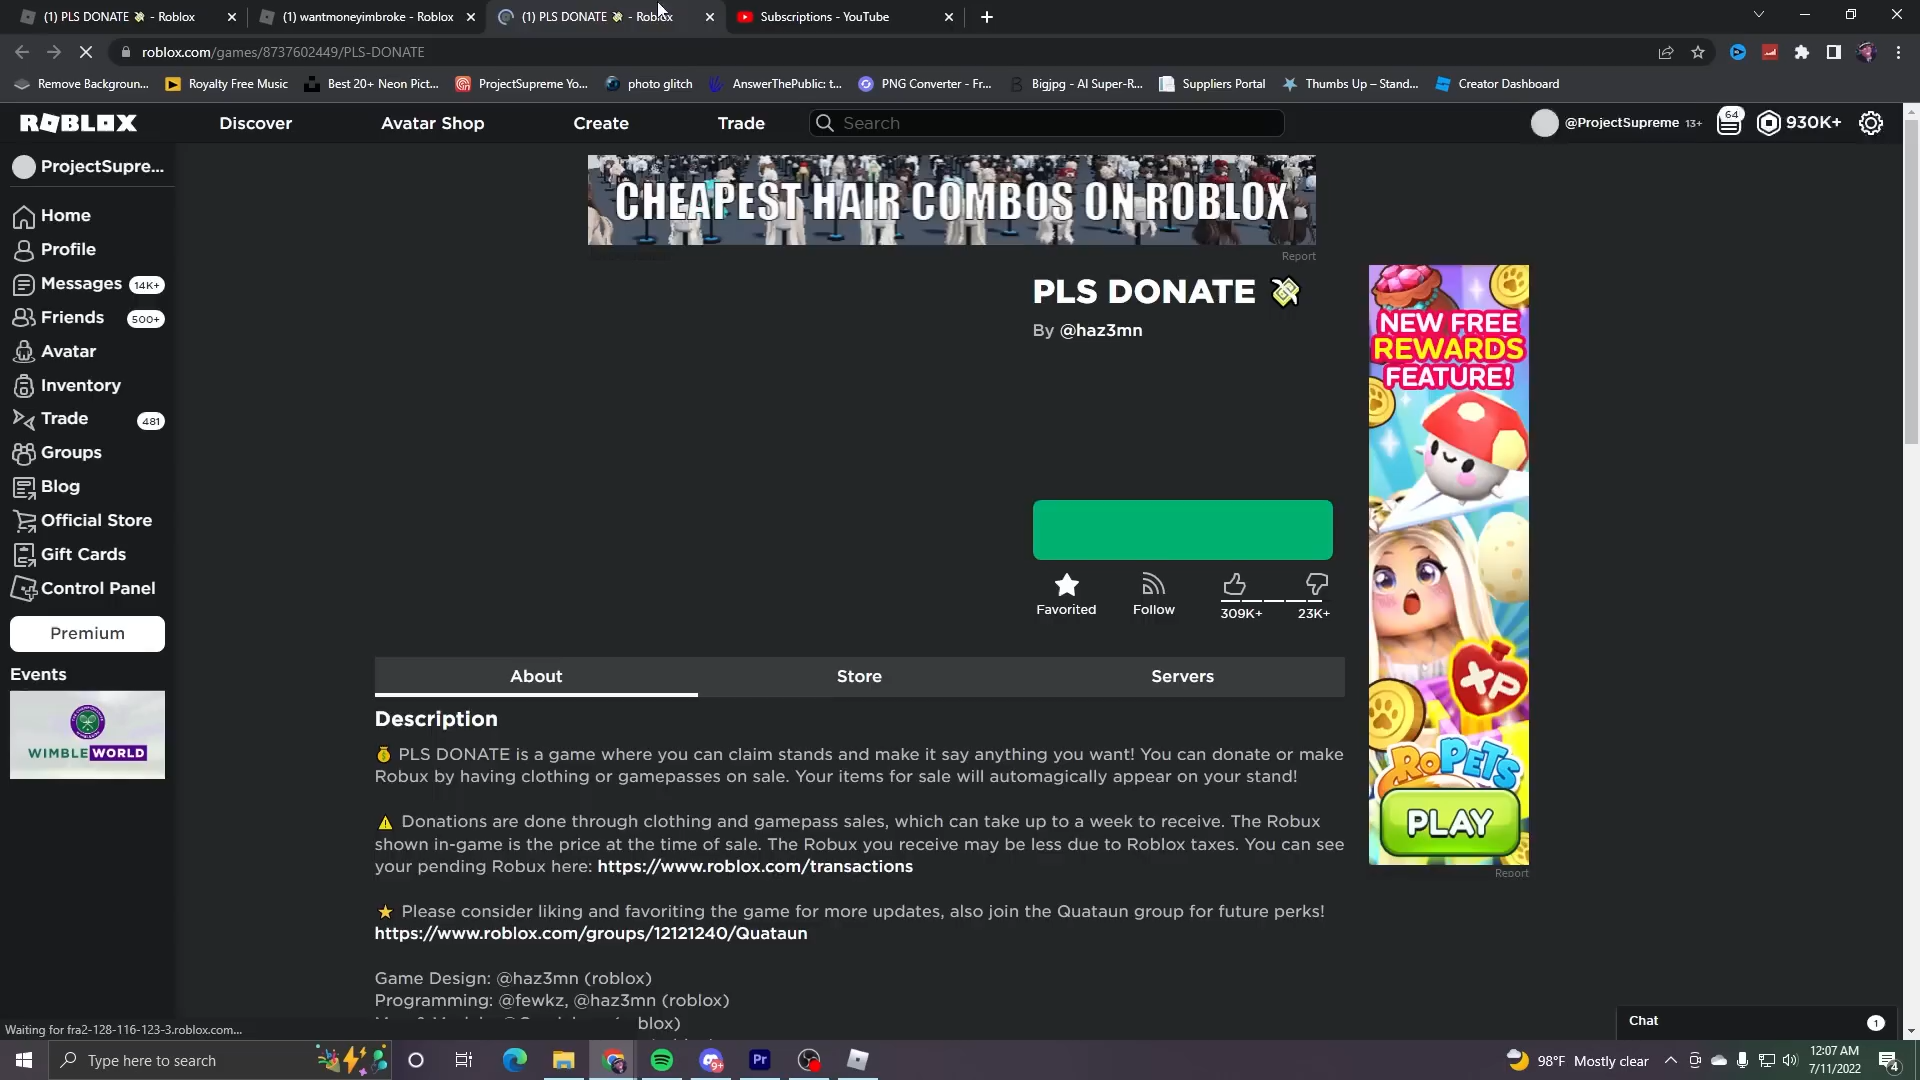 (1) PLS DONATE 💸 - Roblox
(1) wantmoneyimbroke - Roblox
(1) PLS DONATE 💸 - Roblox
Subscriptions - YouTube
roblox.com/games/8737602449/PLS-DONATE
Remove Backgroun...
Royalty Free Music
Best 20+ Neon Pict...
ProjectSupreme Yo...
photo glitch
AnswerThePublic: t...
PNG Converter - Fr...
Bigjpg - AI Super-R...
Suppliers Portal
Thumbs Up – Stand...
Creator Dashboard
ROBLOX
Discover
Avatar Shop
Create
Trade
Search
@ProjectSupreme 13+
64
930K+
ProjectSupre...
Home
Profile
Messages 14K+
Friends 500+
Avatar
Inventory
Trade 481
Groups
Blog
Official Store
Gift Cards
Control Panel
Premium
Events
WIMBLEWORLD
CHEAPEST HAIR COMBOS ON ROBLOX
Report
PLS DONATE 💸
By @haz3mn
Favorited
Follow
309K+
23K+
About
Store
Servers
Description
💰 PLS DONATE is a game where you can claim stands and make it say anything you want! You can donate or make
Robux by having clothing or gamepasses on sale. Your items for sale will automagically appear on your stand!
⚠️ Donations are done through clothing and gamepass sales, which can take up to a week to receive. The Robux
shown in-game is the price at the time of sale. The Robux you receive may be less due to Roblox taxes. You can see
your pending Robux here: https://www.roblox.com/transactions
⭐ Please consider liking and favoriting the game for more updates, also join the Quataun group for future perks!
https://www.roblox.com/groups/12121240/Quataun
Game Design: @haz3mn (roblox)
Programming: @fewkz, @haz3mn (roblox)
blox)
NEW FREE
REWARDS
FEATURE!
XP
ROPETS
PLAY
Report
Waiting for fra2-128-116-123-3.roblox.com...
Chat
1
Type here to search
9+
Pr
98°F Mostly clear
12:07 AM
7/11/2022
4